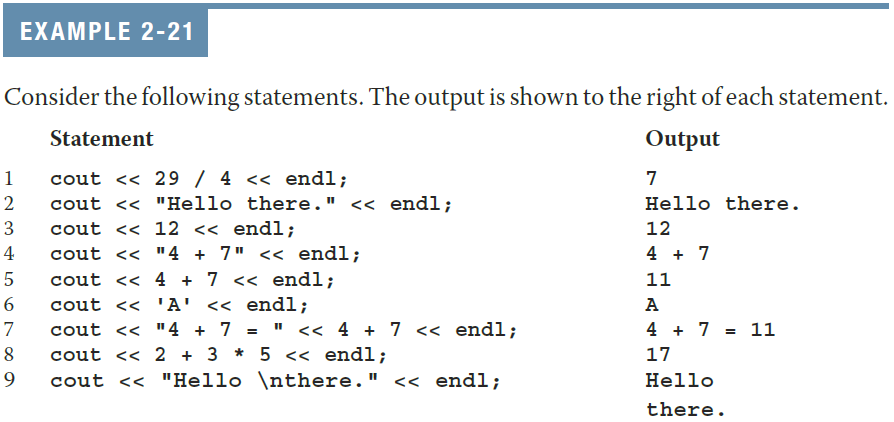 EXAMPLE 2-21
Consider the following statements. The output is shown to the right of each statement.
Statement Output
1 cout << 29 / 4 << endl; 7
2 cout << "Hello there." << endl; Hello there.
3 cout << 12 << endl; 12
4 cout << "4 + 7" << endl; 4 + 7
5 cout << 4 + 7 << endl; 11
6 cout << 'A' << endl; A
7 cout << "4 + 7 = " << 4 + 7 << endl; 4 + 7 = 11
8 cout << 2 + 3 * 5 << endl; 17
9 cout << "Hello \nthere." << endl; Hello
there.